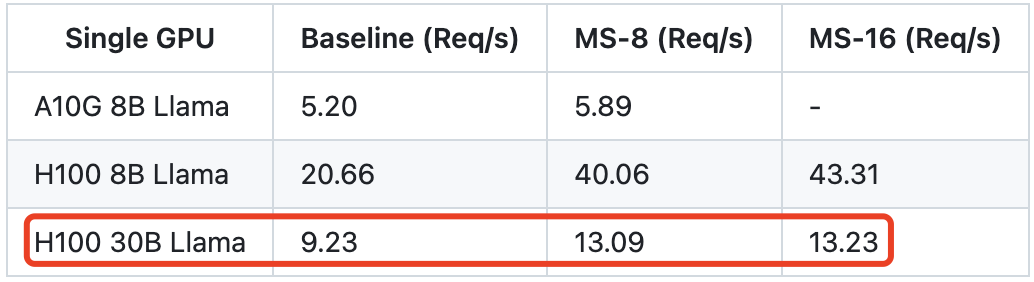 Single GPU Baseline (Req/s) MS-8 (Req/s) MS-16 (Req/s)
A10G 8B Llama 5.20 5.89 -
H100 8B Llama 20.66 40.06 43.31
H100 30B Llama 9.23 13.09 13.23